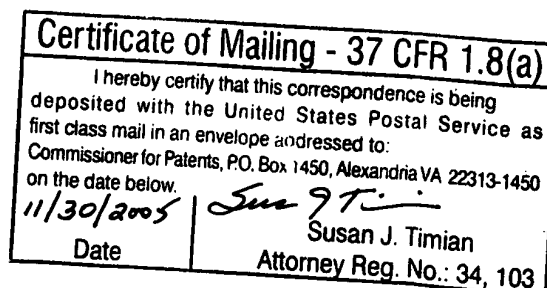 Certificate of Mailing - 37 CFR 1.8(a)
I hereby certify that this correspondence is being
deposited with the United States Postal Service as
first class mail in an envelope addressed to:
Commissioner for Patents, P.O. Box 1450, Alexandria VA 22313-1450
on the date below.
11/30/2005
Date
Susan J. Timian
Attorney Reg. No.: 34, 103